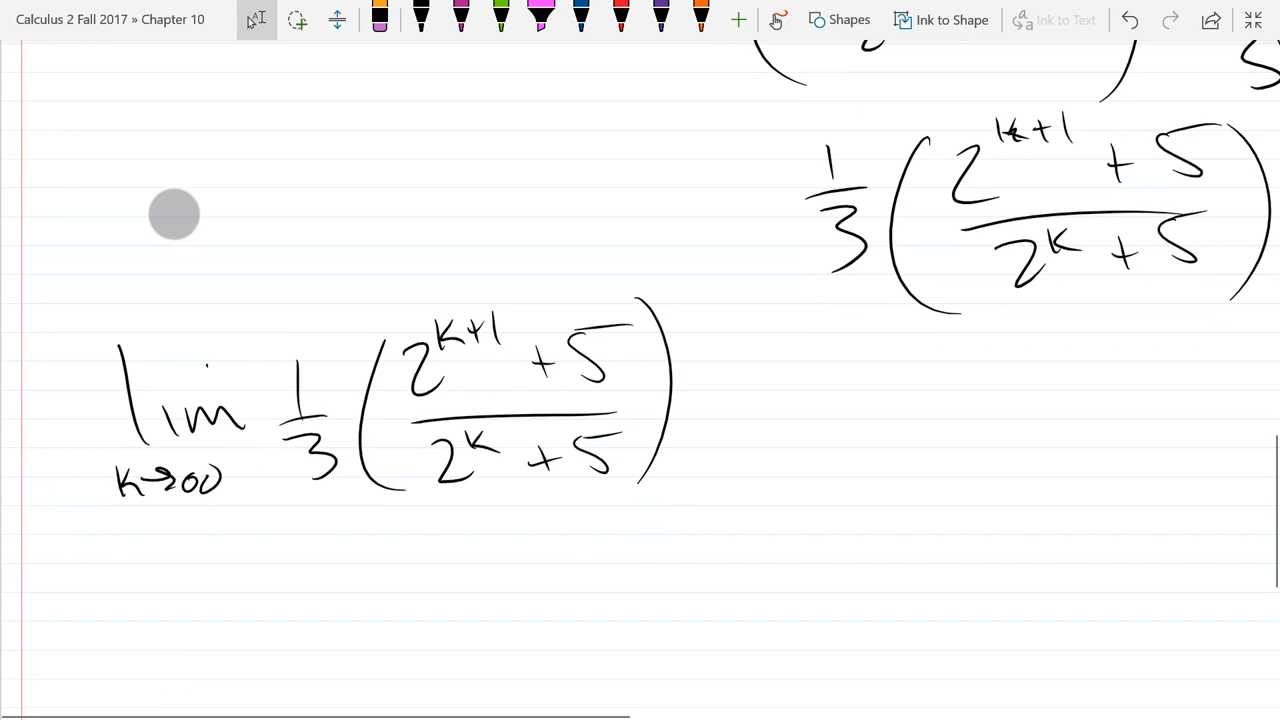 Calculus 2 Fall 2017 » Chapter 10 Shapes Ink to Shape Ink to Text
1/3 ( (2^{k+1} + 5) / (2^k + 5) )
lim_{k→∞} 1/3 ( (2^{k+1} + 5) / (2^k + 5) )